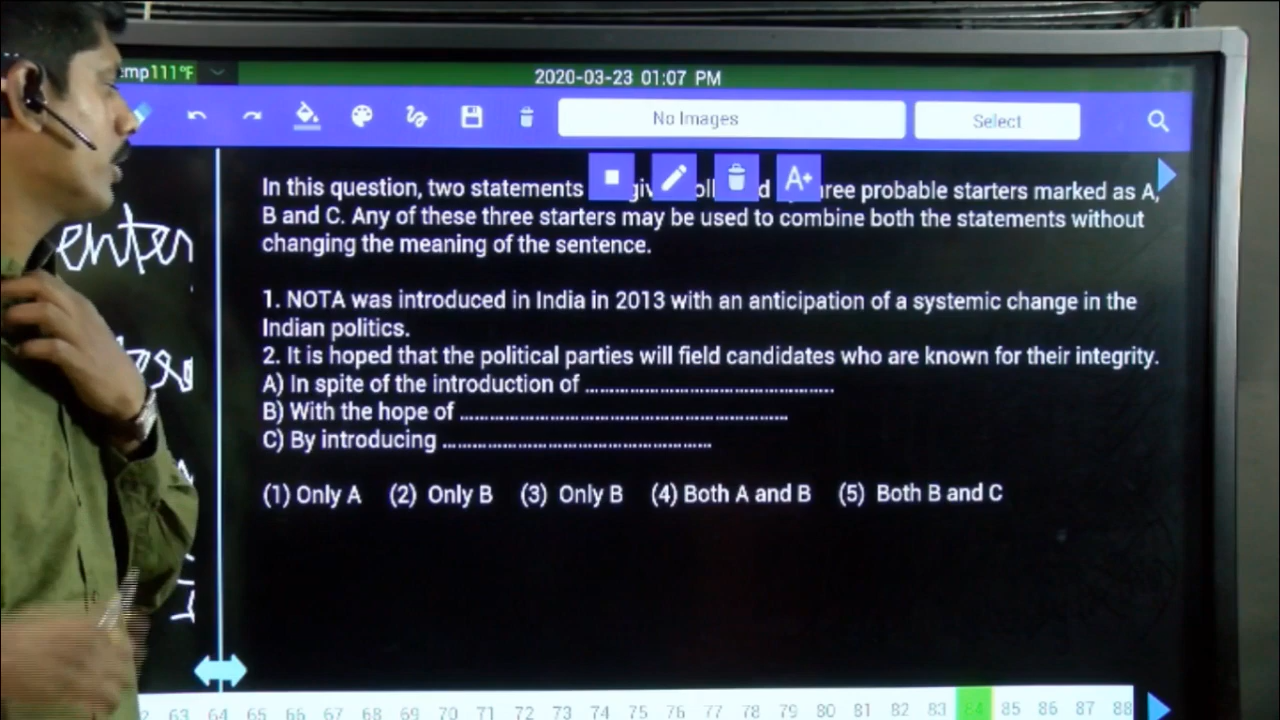 emp111°F
2020-03-23 01:07 PM
No Images
Select
A+
In this question, two statements marked as A,
B and C. Any of these three starters may be used to combine both the statements without
changing the meaning of the sentence.
1. NOTA was introduced in India in 2013 with an anticipation of a systemic change in the
Indian politics.
2. It is hoped that the political parties will field candidates who are known for their integrity.
A) In spite of the introduction of ................................................
B) With the hope of ................................................................
C) By introducing ....................................................
(1) Only A (2) Only B (3) Only B (4) Both A and B (5) Both B and C
enter
63 64 65 66 67 68 69 70 71 72 73 74 75 76 77 78 79 80 81 82 83 84 85 86 87 88